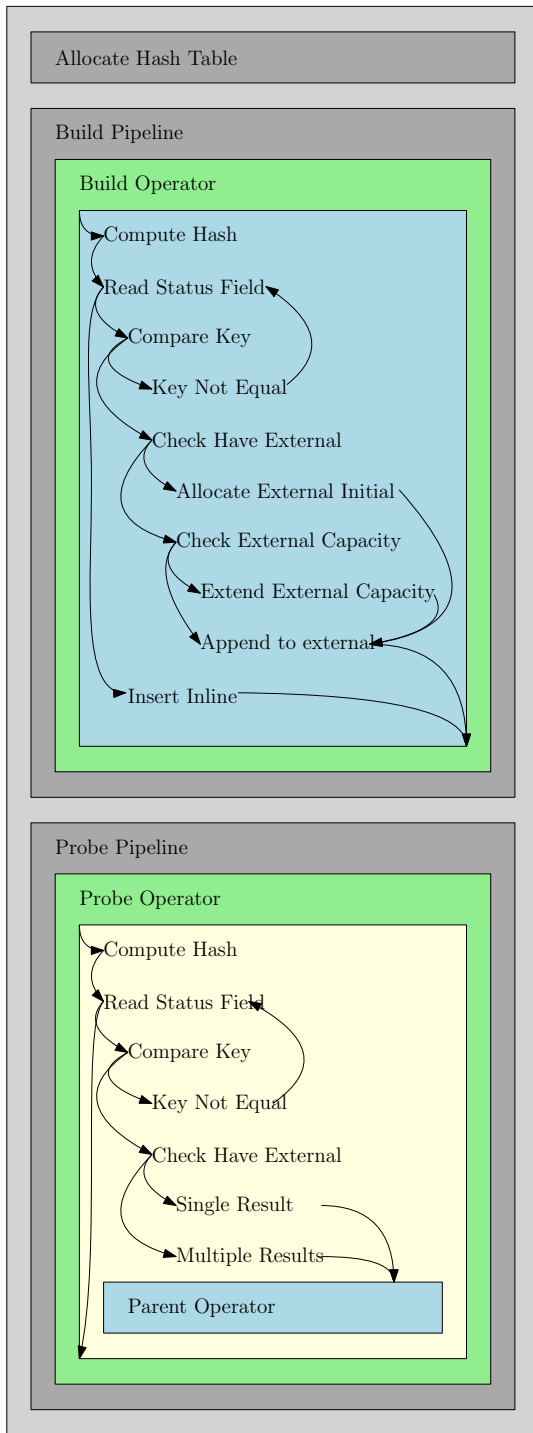 Allocate Hash Table
Build Pipeline
Build Operator
Compute Hash
Read Status Field
Compare Key
Key Not Equal
Check Have External
Allocate External Initial
Check External Capacity
Extend External Capacity
Append to external
Insert Inline
Probe Pipeline
Probe Operator
Compute Hash
Read Status Field
Compare Key
Key Not Equal
Check Have External
Single Result
Multiple Results
Parent Operator